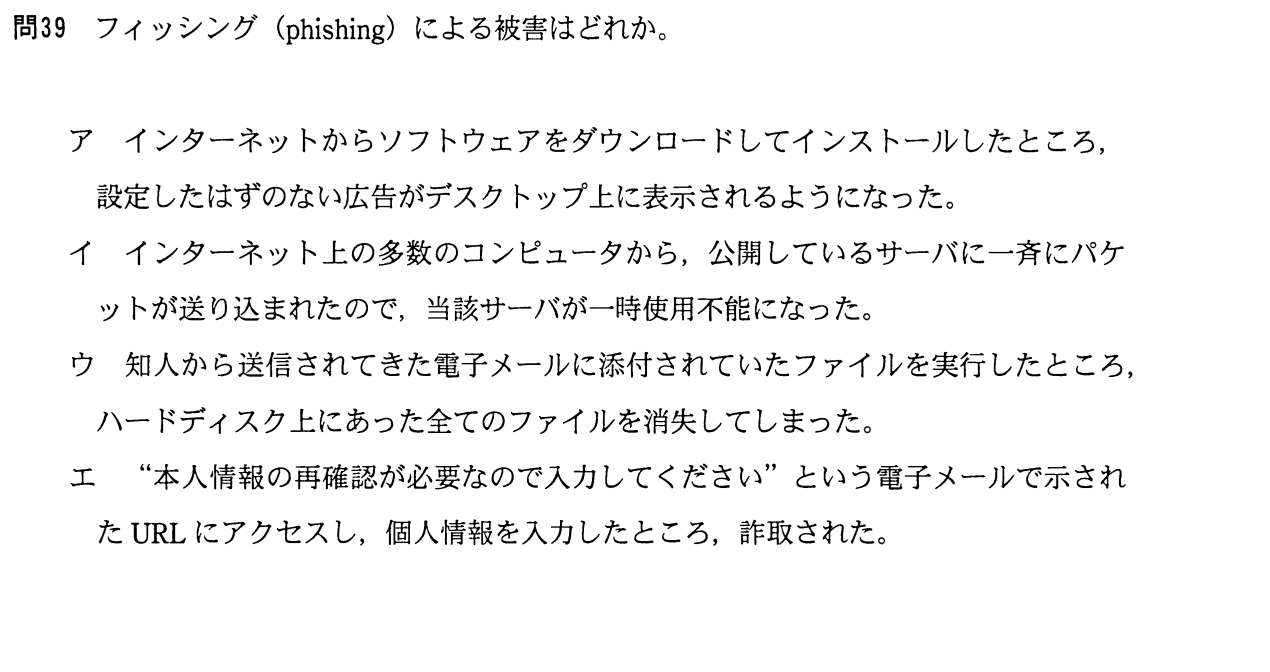 問39 フィッシング（phishing）による被害はどれか。
ア インターネットからソフトウェアをダウンロードしてインストールしたところ，
設定したはずのない広告がデスクトップ上に表示されるようになった。
イ インターネット上の多数のコンピュータから，公開しているサーバに一斉にパケ
ットが送り込まれたので，当該サーバが一時使用不能になった。
ウ 知人から送信されてきた電子メールに添付されていたファイルを実行したところ，
ハードディスク上にあった全てのファイルを消失してしまった。
エ “本人情報の再確認が必要なので入力してください”という電子メールで示され
た URL にアクセスし，個人情報を入力したところ，詐取された。